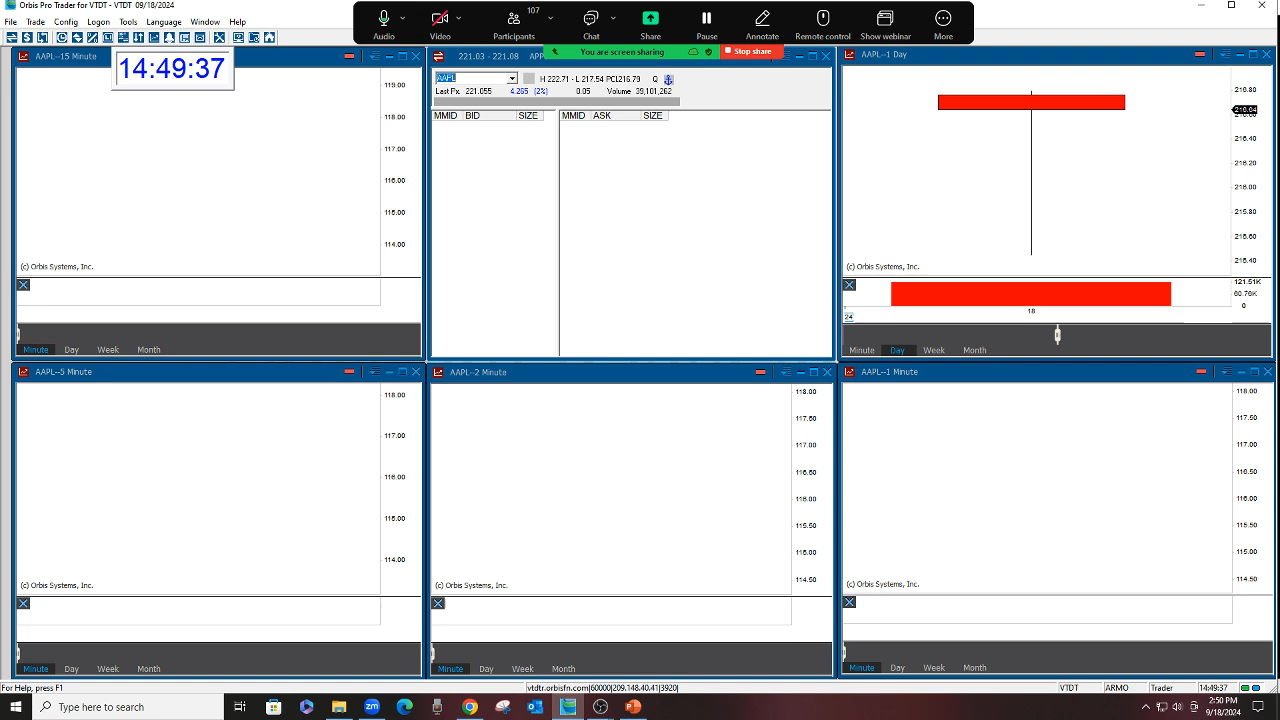 Orbis Pro Trader for VTDT - VTDT 09/18/2024
File Orders Config Logon Tools Language Window Help
Audio Video Participants 107 Chat Share Pause Annotate Remote control Show webinar More
You are screen sharing Stop share
AAPL--15 Minute
14:49:37
119.00
118.00
117.00
116.00
115.00
114.00
(c) Orbis Systems, Inc.
Minute Day Week Month
221.03 - 221.08
AAPL H 222.71 - L 217.54 PCL216.79 Q
Last Px. 221.055 4.265 (2%) 0.05 Volume 39,101,262
MMID BID SIZE MMID ASK SIZE
AAPL--1 Day
216.80
216.40
216.20
216.00
215.80
(c) Orbis Systems, Inc.
121.51K
60.76K
0
18
24
Minute Day Week Month
AAPL--5 Minute
118.00
117.00
116.00
115.00
114.00
(c) Orbis Systems, Inc.
Minute Day Week Month
AAPL--2 Minute
118.00
117.50
117.00
116.50
116.00
115.50
115.00
114.50
(c) Orbis Systems, Inc.
Minute Day Week Month
AAPL--1 Minute
118.00
117.50
117.00
116.50
116.00
115.50
115.00
114.50
(c) Orbis Systems, Inc.
Minute Day Week Month
For Help, press F1 vtdtr.orbisfn.com|60000|209.148.40.41|3920| VTDT ARMO Trader 14:49:37
Type here to search
2:50 PM
9/18/2024